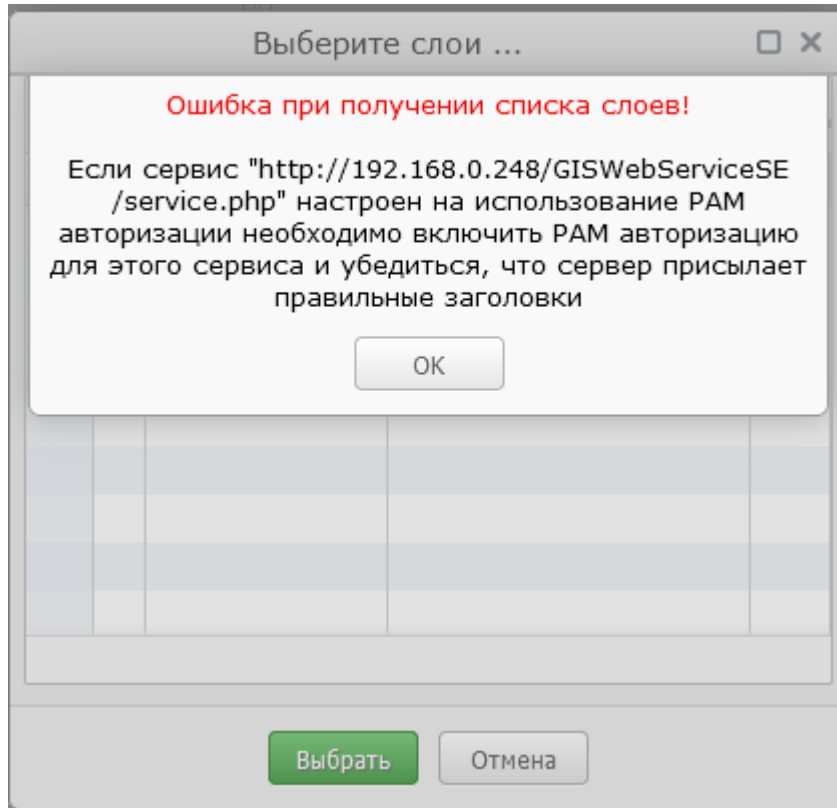 Выберите слои ...
Ошибка при получении списка слоев!
Если сервис "http://192.168.0.248/GISWebServiceSE
/service.php" настроен на использование PAM
авторизации необходимо включить PAM авторизацию
для этого сервиса и убедиться, что сервер присылает
правильные заголовки
OK
Выбрать
Отмена